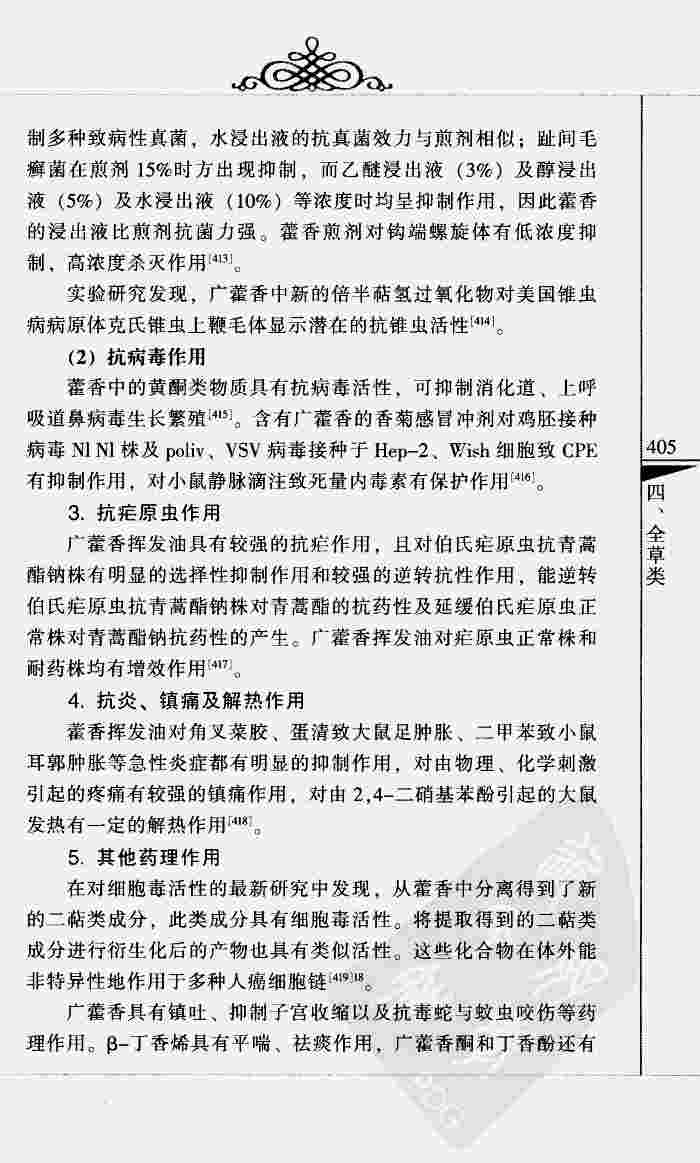 制多种致病性真菌，水浸出液的抗真菌效力与煎剂相似；趾间毛
癣菌在煎剂 15%时方出现抑制，而乙醚浸出液（3%）及醇浸出
液（5%）及水浸出液（10%）等浓度时均呈抑制作用，因此藿香
的浸出液比煎剂抗菌力强。藿香煎剂对钩端螺旋体有低浓度抑
制，高浓度杀灭作用[413]。
实验研究发现，广藿香中新的倍半萜氢过氧化物对美国锥虫
病病原体克氏锥虫上鞭毛体显示潜在的抗锥虫活性[414]。
（2）抗病毒作用
藿香中的黄酮类物质具有抗病毒活性，可抑制消化道、上呼
吸道鼻病毒生长繁殖[415]。含有广藿香的香菊感冒冲剂对鸡胚接种
病毒 Nl Nl 株及 poliv、VSV 病毒接种于 Hep-2、Wish 细胞致 CPE
有抑制作用，对小鼠静脉滴注致死量内毒素有保护作用[416]。
3. 抗疟原虫作用
广藿香挥发油具有较强的抗疟作用，且对伯氏疟原虫抗青蒿
酯钠株有明显的选择性抑制作用和较强的逆转抗性作用，能逆转
伯氏疟原虫抗青蒿酯钠株对青蒿酯的抗药性及延缓伯氏疟原虫正
常株对青蒿酯钠抗药性的产生。广藿香挥发油对疟原虫正常株和
耐药株均有增效作用[417]。
4. 抗炎、镇痛及解热作用
藿香挥发油对角叉菜胶、蛋清致大鼠足肿胀、二甲苯致小鼠
耳郭肿胀等急性炎症都有明显的抑制作用，对由物理、化学刺激
引起的疼痛有较强的镇痛作用，对由 2,4-二硝基苯酚引起的大鼠
发热有一定的解热作用[418]。
5. 其他药理作用
在对细胞毒活性的最新研究中发现，从藿香中分离得到了新
的二萜类成分，此类成分具有细胞毒活性。将提取得到的二萜类
成分进行衍生化后的产物也具有类似活性。这些化合物在体外能
非特异性地作用于多种人癌细胞链[419]18。
广藿香具有镇吐、抑制子宫收缩以及抗毒蛇与蚊虫咬伤等药
理作用。β-丁香烯具有平喘、祛痰作用，广藿香酮和丁香酚还有
405
四、全草类